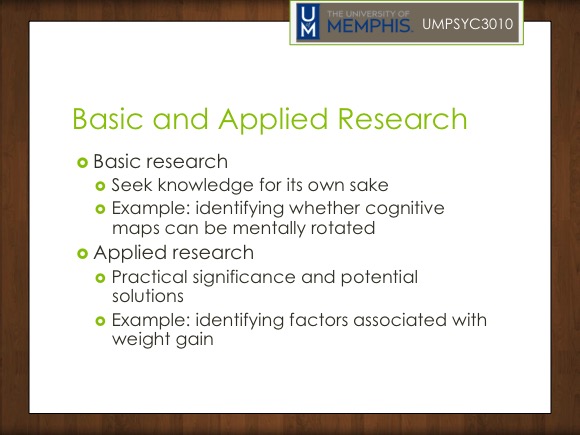 UM
THE UNIVERSITY OF
MEMPHIS.
UMPSYC3010
Basic and Applied Research
Basic research
Seek knowledge for its own sake
Example: identifying whether cognitive
maps can be mentally rotated
Applied research
Practical significance and potential
solutions
Example: identifying factors associated with
weight gain